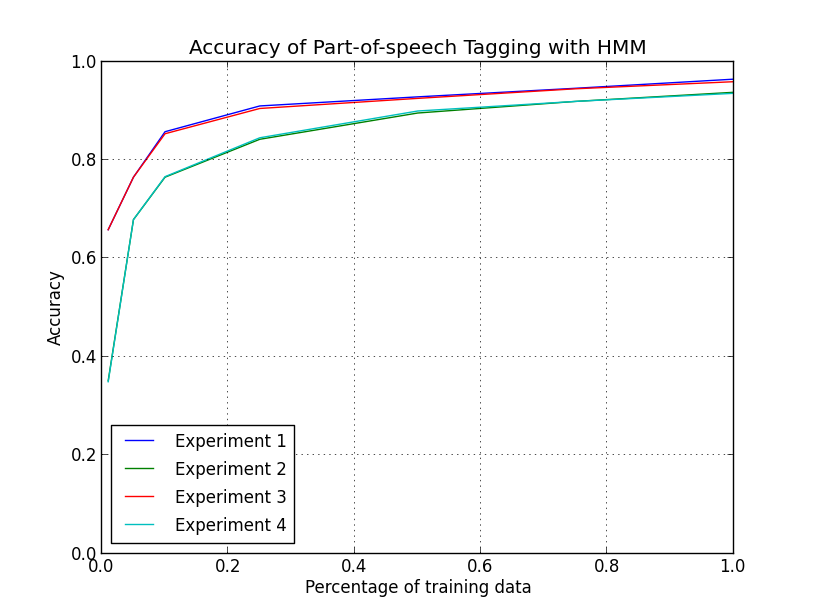 Accuracy of Part-of-speech Tagging with HMM
1.0
0.8
0.6
0.4
0.2
0.0
Accuracy
Experiment 1
Experiment 2
Experiment 3
Experiment 4
0.0 0.2 0.4 0.6 0.8 1.0
Percentage of training data